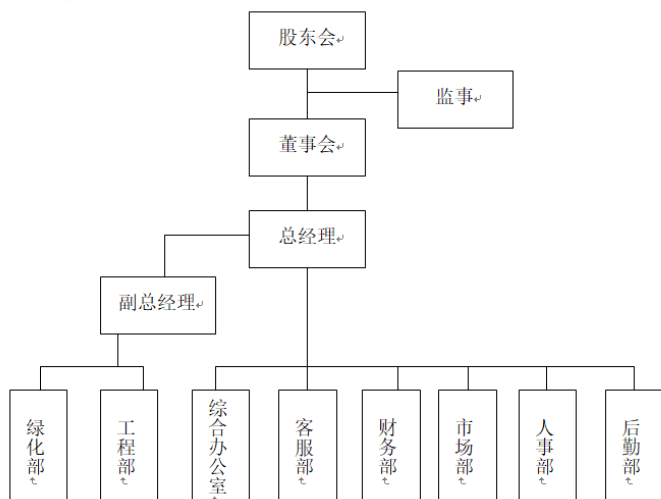 股东会
监事
董事会
总经理
副总经理
绿化部
工程部
综合办公室
客服部
财务部
市场部
人事部
后勤部